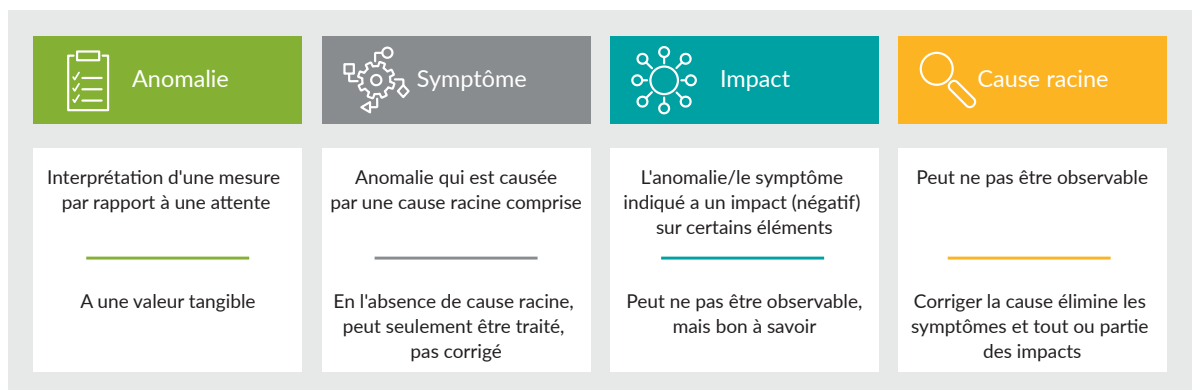 Anomalie
Symptôme
Impact
Cause racine
Interprétation d'une mesure
par rapport à une attente
A une valeur tangible
Anomalie qui est causée
par une cause racine comprise
En l'absence de cause racine,
peut seulement être traité,
pas corrigé
L'anomalie/le symptôme
indiqué a un impact (négatif)
sur certains éléments
Peut ne pas être observable,
mais bon à savoir
Peut ne pas être observable
Corriger la cause élimine les
symptômes et tout ou partie
des impacts